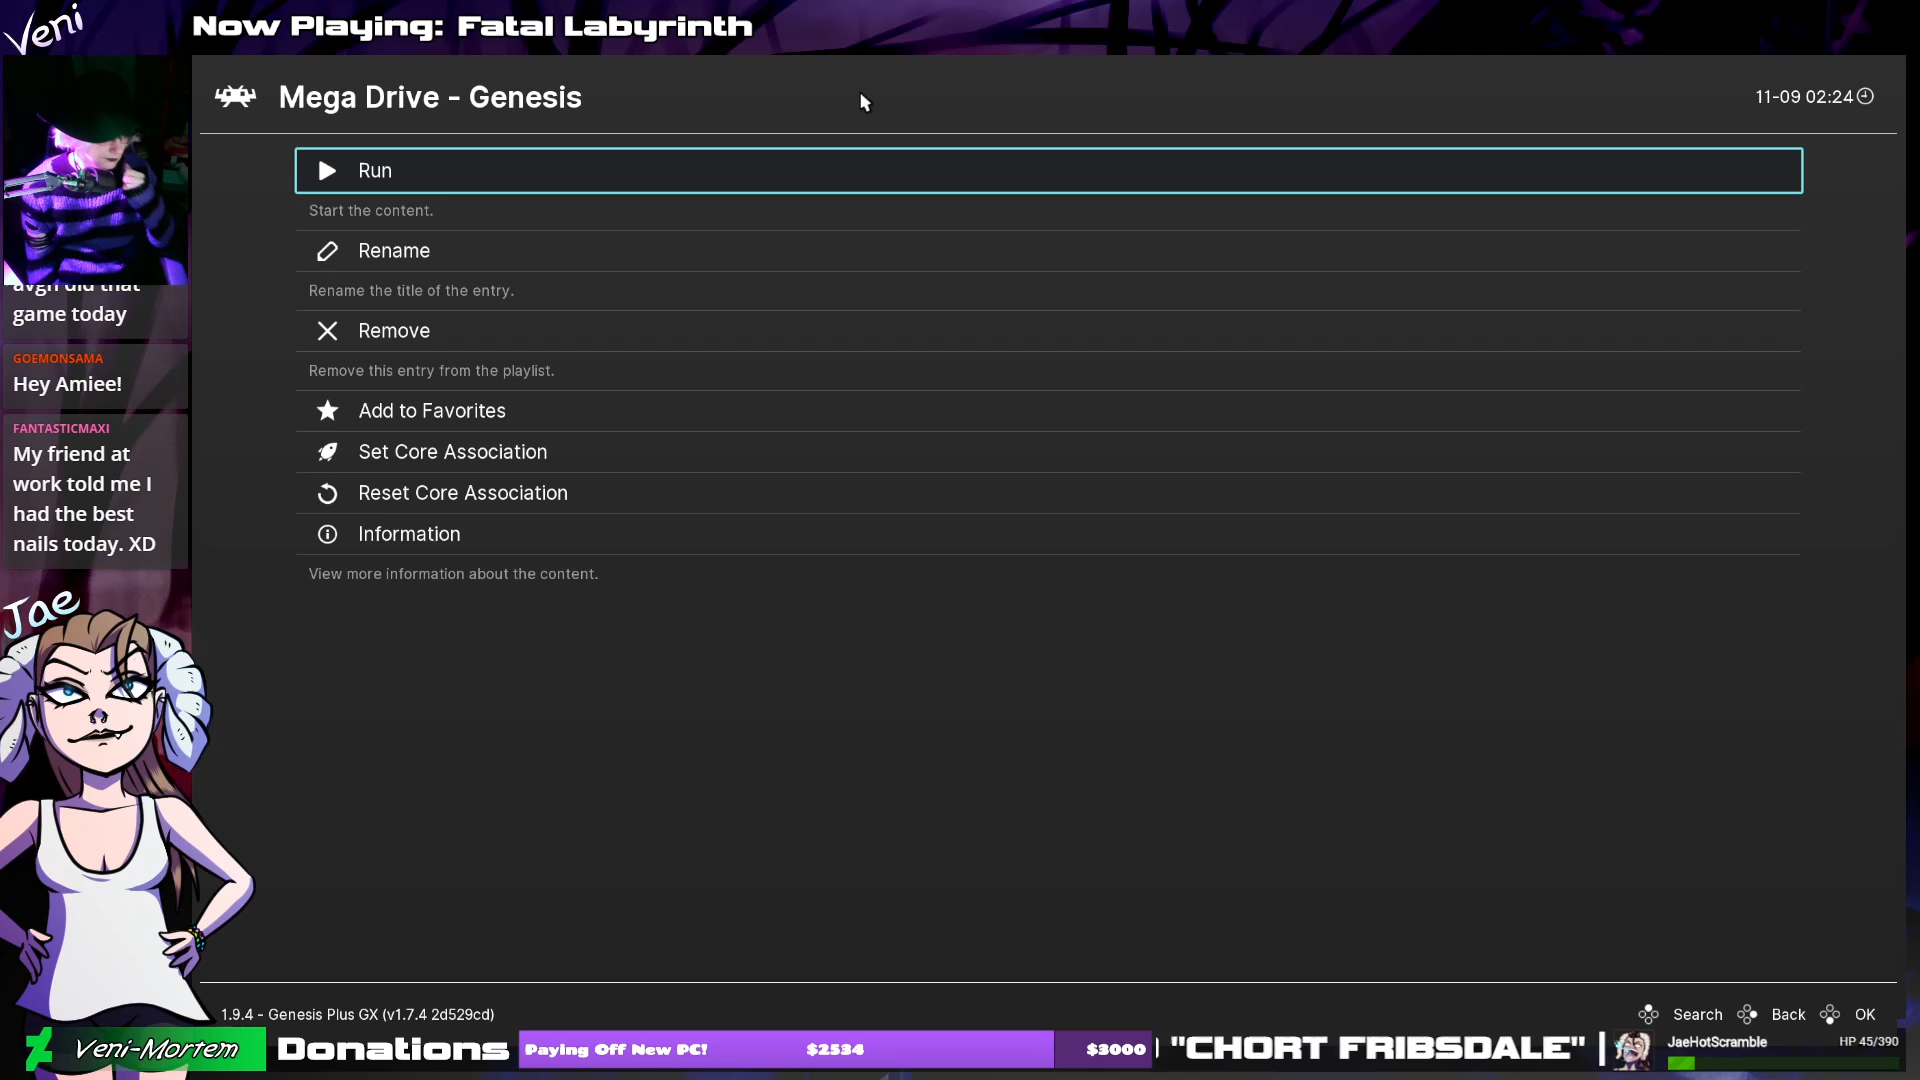 Veni
Now Playing: Fatal Labyrinth
Mega Drive - Genesis
11-09 02:24
Run
Start the content.
Rename
Rename the title of the entry.
Remove
Remove this entry from the playlist.
Add to Favorites
Set Core Association
Reset Core Association
Information
View more information about the content.
avgn did that
game today
GOEMONSAMA
Hey Amiee!
FANTASTICMAXI
My friend at
work told me I
had the best
nails today. XD
Jae
1.9.4 - Genesis Plus GX (v1.7.4 2d529cd)
Search
Back
OK
Veni-Mortem
Donations
Paying Off New PC!
$2534
$3000
"CHORT FRIBSDALE" |
JaeHotScramble
HP 45/390